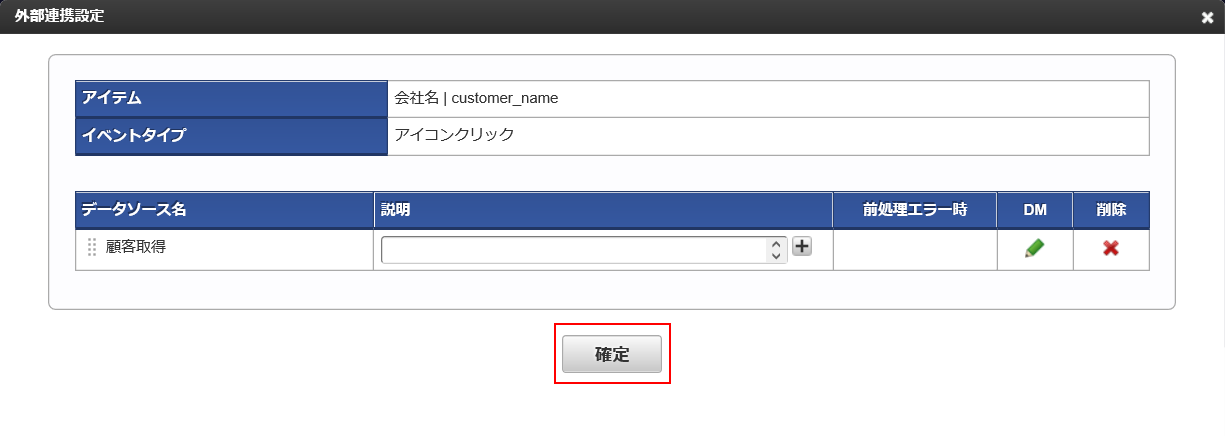 外部連携設定
アイテム 会社名 | customer_name
イベントタイプ アイコンクリック
データソース名 説明 前処理エラー時 DM 削除
顧客取得
確定